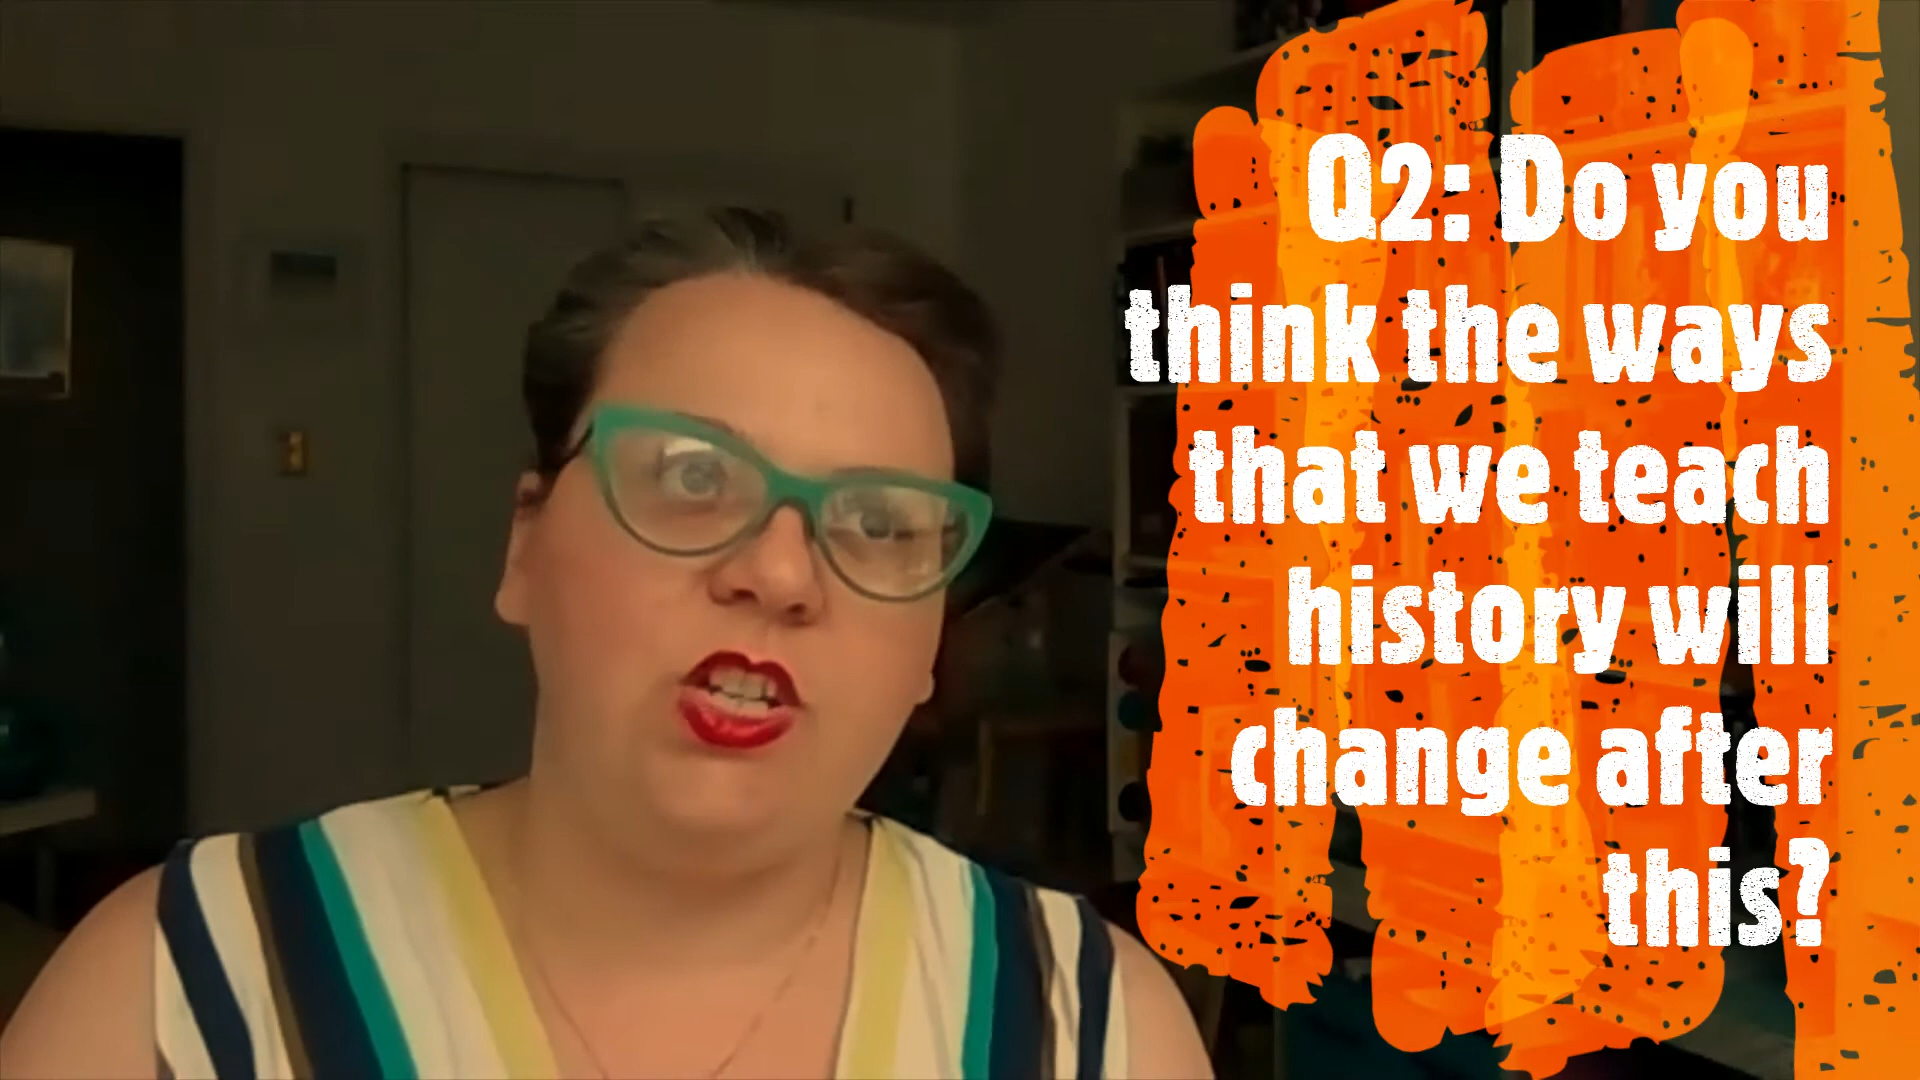 Q2: Do you
think the ways
that we teach
history will
change after
this?